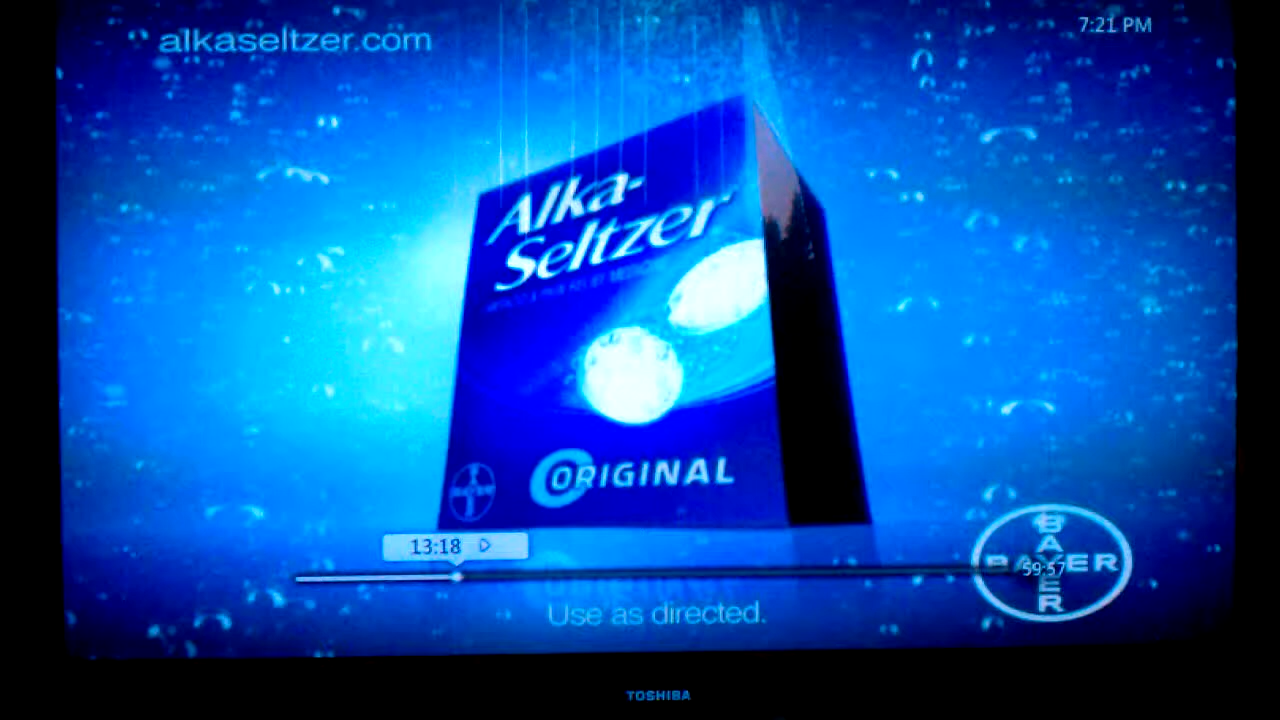 alkaseltzer.com
7:21 PM
Alka-
Seltzer
ORIGINAL
13:18
59:57
BAYER
BAYER
Use as directed.
TOSHIBA